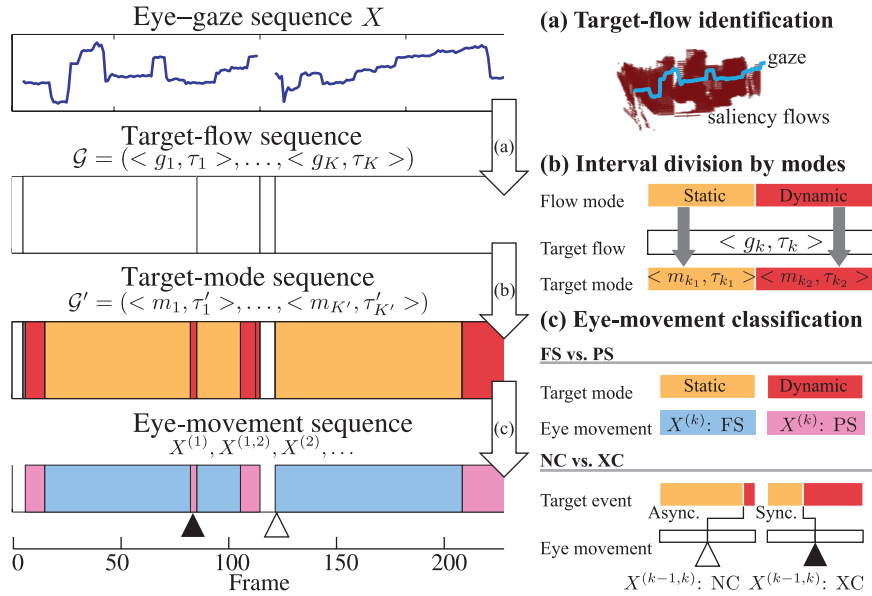 Eye−gaze sequence X
Target-flow sequence
𝒢 = (< g₁, τ₁ >, . . . , < g_K, τ_K >)
(a)
Target-mode sequence
𝒢′ = (< m₁, τ′₁ >, . . . , < m_K′, τ′_K′ >)
(b)
Eye-movement sequence
X⁽¹⁾, X⁽¹,²⁾, X⁽²⁾, . . .
(c)
0 50 100 150 200
Frame
(a) Target-flow identification
gaze
saliency flows
(b) Interval division by modes
Flow mode Static Dynamic
Target flow < g_k, τ_k >
Target mode < m_k₁, τ_k₁ > < m_k₂, τ_k₂ >
(c) Eye-movement classification
FS vs. PS
Target mode Static Dynamic
Eye movement X⁽ᵏ⁾: FS X⁽ᵏ⁾: PS
NC vs. XC
Target event
Async. Sync.
Eye movement
X⁽ᵏ⁻¹,ᵏ⁾: NC X⁽ᵏ⁻¹,ᵏ⁾: XC